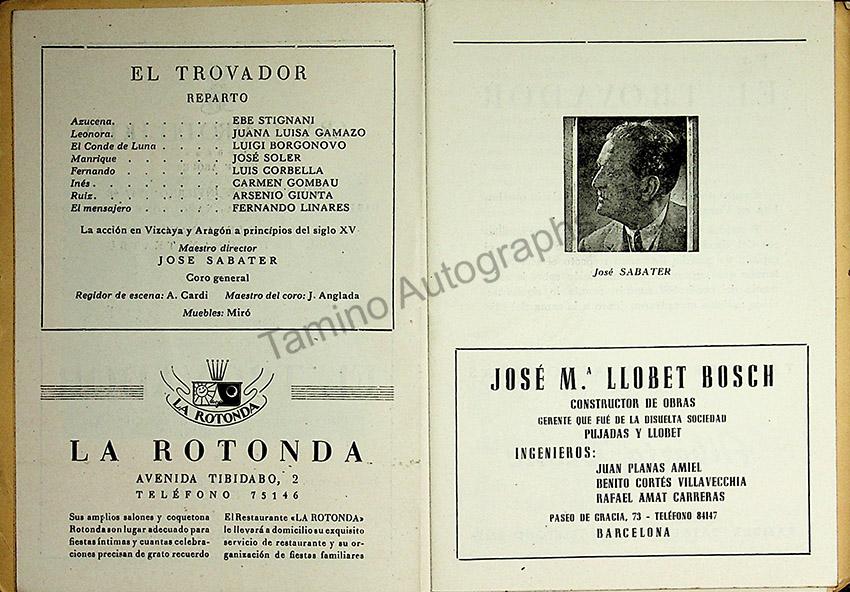 EL TROVADOR
REPARTO
Azucena. . . . . . . . . EBE STIGNANI
Leonora. . . . . . . . . JUANA LUISA GAMAZO
El Conde de Luna . . . . . LUIGI BORGONOVO
Manrique . . . . . . . JOSÉ SOLER
Fernando . . . . . . . LUIS CORBELLA
Inés . . . . . . . . . CARMEN GOMBAU
Ruiz . . . . . . . . . ARSENIO GIUNTA
El mensajero . . . . . . FERNANDO LINARES
La acción en Vizcaya y Aragón a princípios del siglo XV
Maestro director
JOSE SABATER
Coro general
Regidor de escena: A. Cardi Maestro del coro: J. Anglada
Muebles: Miró
LA ROTONDA
LA ROTONDA
AVENIDA TIBIDABO, 2
TELÉFONO 75146
Sus amplios salones y coquetona
Rotonda son lugar adecuado para
fiestas íntimas y cuantas celebra-
ciones precisan de grato recuerdo
El Restaurante «LA ROTONDA»
le llevará a domicilio su exquisito
servicio de restaurante y su or-
ganización de fiestas familiares
José SABATER
JOSÉ M.ª LLOBET BOSCH
CONSTRUCTOR DE OBRAS
GERENTE QUE FUÉ DE LA DISUELTA SOCIEDAD
PUJADAS Y LLOBET
INGENIEROS:
JUAN PLANAS AMIEL
BENITO CORTÉS VILLAVECCHIA
RAFAEL AMAT CARRERAS
PASEO DE GRACIA, 73 - TELÉFONO 84147
BARCELONA
Tamino Autographs